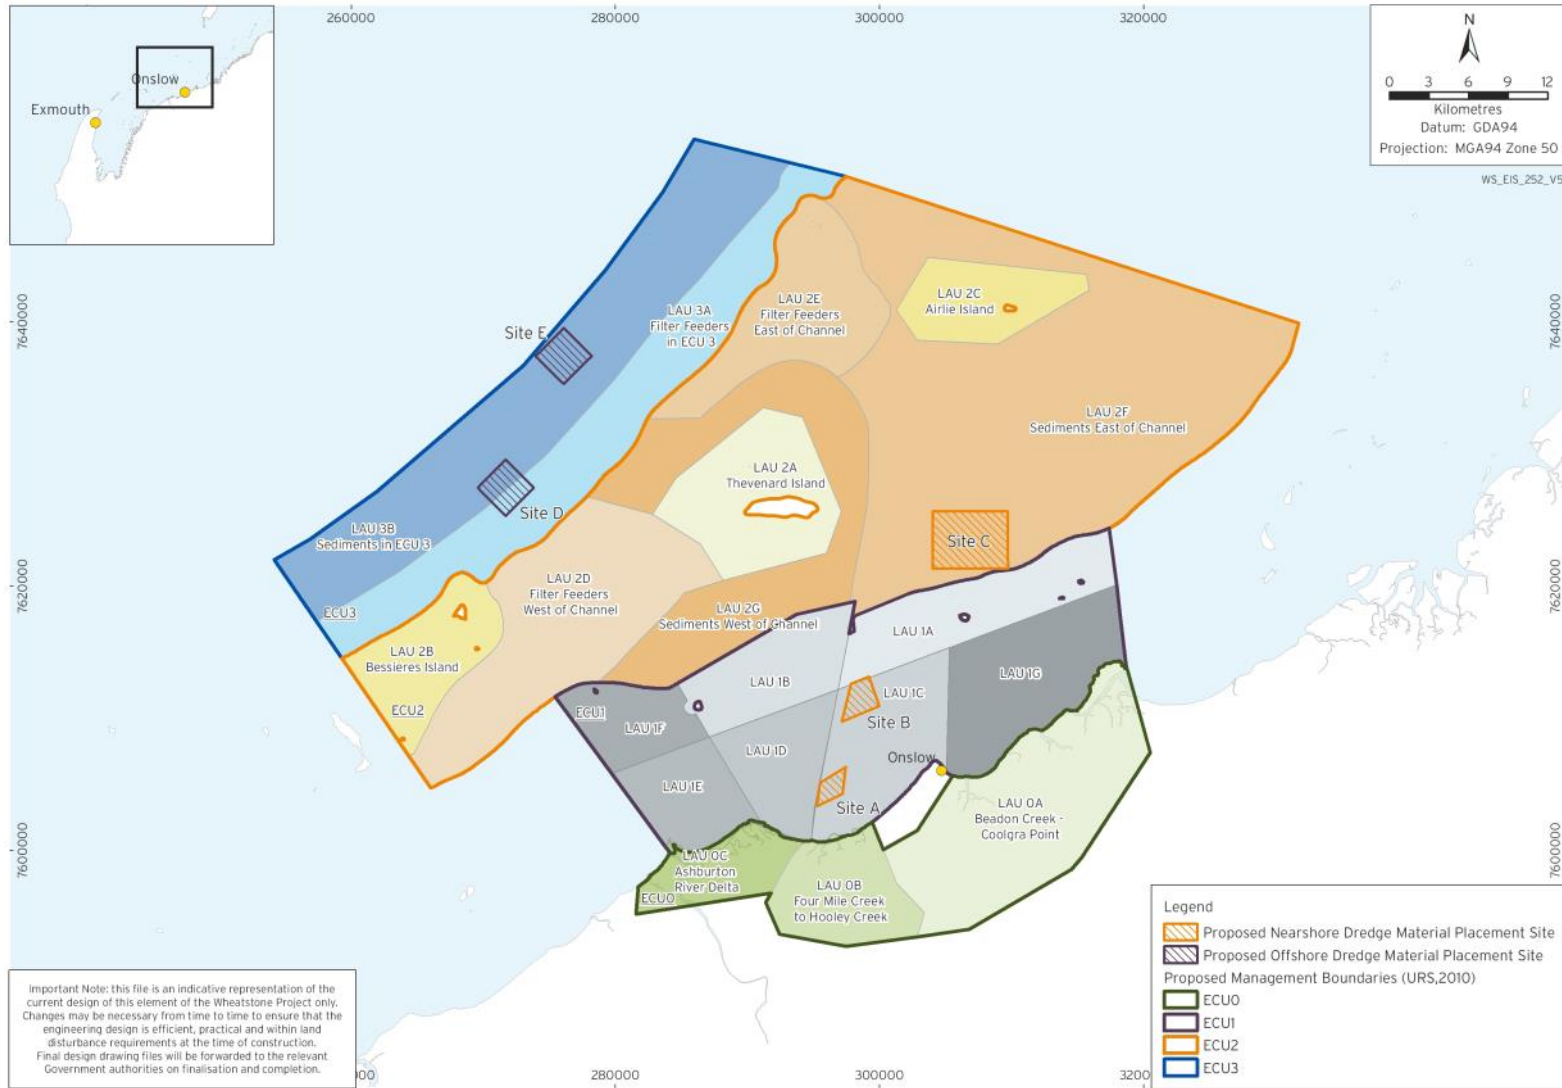 260000
280000
300000
320000
Onslow
Exmouth
N
0 3 6 9 12
Kilometres
Datum: GDA94
Projection: MGA94 Zone 50
WS_EIS_252_V5
7640000
7640000
7620000
7620000
7600000
7600000
LAU 3A
Filter Feeders
in ECU 3
LAU 2E
Filter Feeders
East of Channel
LAU 2C
Airlie Island
Site E
LAU 2F
Sediments East of Channel
LAU 2A
Thevenard Island
Site D
LAU 3B
Sediments in ECU 3
Site C
LAU 2D
Filter Feeders
West of Channel
ECU3
LAU 2G
Sediments West of Channel
LAU 1A
LAU 2B
Bessieres Island
LAU 1B
LAU 1G
LAU 1C
ECU2
ECU1
LAU 1F
Site B
LAU 1D
Onslow
LAU 1E
Site A
LAU 0A
Beadon Creek -
Coolgra Point
LAU 0C
Ashburton
River Delta
ECU0
LAU 0B
Four Mile Creek
to Hooley Creek
Legend
Proposed Nearshore Dredge Material Placement Site
Proposed Offshore Dredge Material Placement Site
Proposed Management Boundaries (URS,2010)
ECU0
ECU1
ECU2
ECU3
Important Note: this file is an indicative representation of the
current design of this element of the Wheatstone Project only.
Changes may be necessary from time to time to ensure that the
engineering design is efficient, practical and within land
disturbance requirements at the time of construction.
Final design drawing files will be forwarded to the relevant
Government authorities on finalisation and completion.
280000
300000